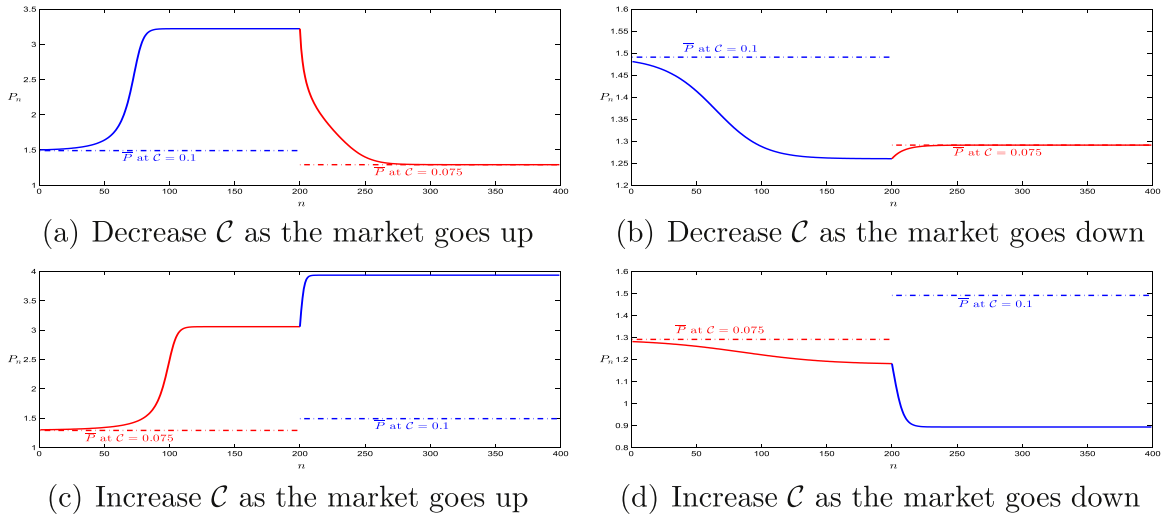 3.5
3
2.5
2
1.5
1
P_n
P̅ at 𝒞 = 0.1
P̅ at 𝒞 = 0.075
0 50 100 150 200 250 300 350 400
n
(a) Decrease 𝒞 as the market goes up
1.6
1.55
1.5
1.45
1.4
1.35
1.3
1.25
1.2
P_n
P̅ at 𝒞 = 0.1
P̅ at 𝒞 = 0.075
0 50 100 150 200 250 300 350 400
n
(b) Decrease 𝒞 as the market goes down
4
3.5
3
2.5
2
1.5
1
P_n
P̅ at 𝒞 = 0.075
P̅ at 𝒞 = 0.1
0 50 100 150 200 250 300 350 400
n
(c) Increase 𝒞 as the market goes up
1.6
1.5
1.4
1.3
1.2
1.1
1
0.9
0.8
P_n
P̅ at 𝒞 = 0.1
P̅ at 𝒞 = 0.075
0 50 100 150 200 250 300 350 400
n
(d) Increase 𝒞 as the market goes down